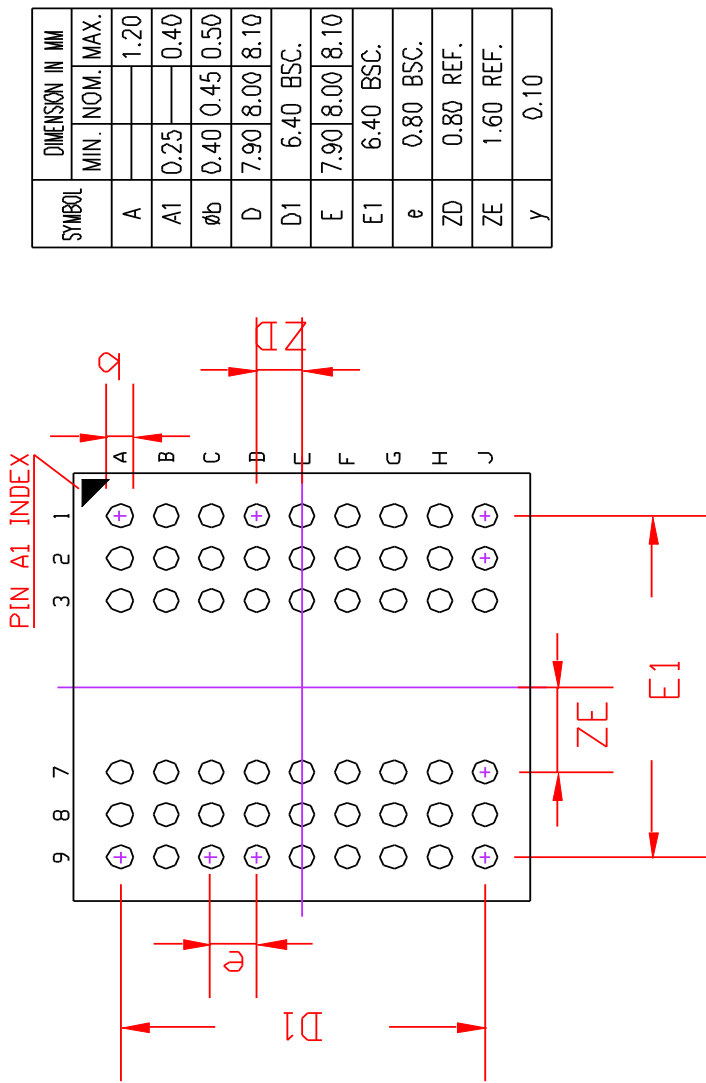 SYMBOL DIMENSION IN MM
MIN. NOM. MAX.
A 1.20
A1 0.25 0.40
øb 0.40 0.45 0.50
D 7.90 8.00 8.10
D1 6.40 BSC.
E 7.90 8.00 8.10
E1 6.40 BSC.
e 0.80 BSC.
ZD 0.80 REF.
ZE 1.60 REF.
y 0.10
PIN A1 INDEX
b
ZD
A B C D E F G H J
1
2
3
7
8
9
ZE
E1
e
D1